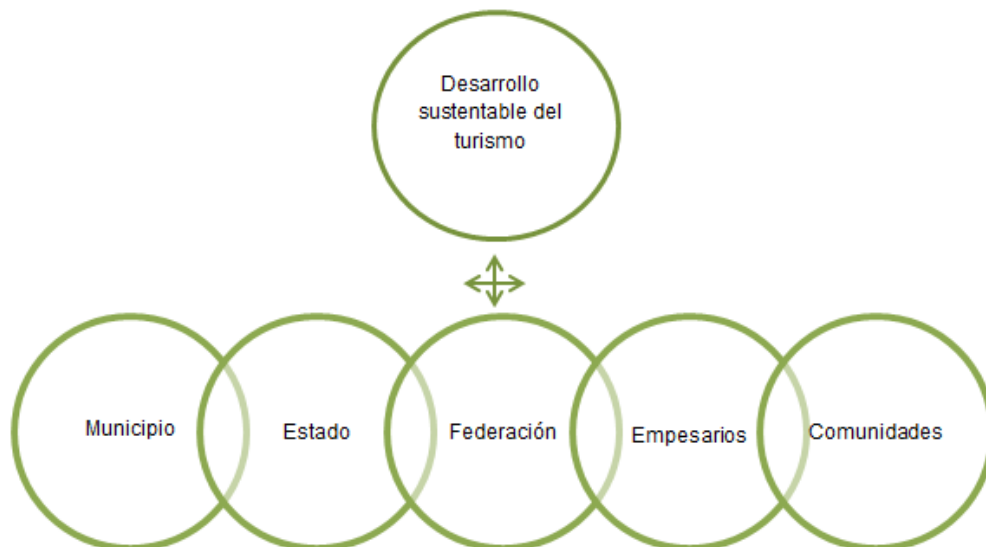 Desarrollo
sustentable del
turismo
Municipio
Estado
Federación
Empesarios
Comunidades